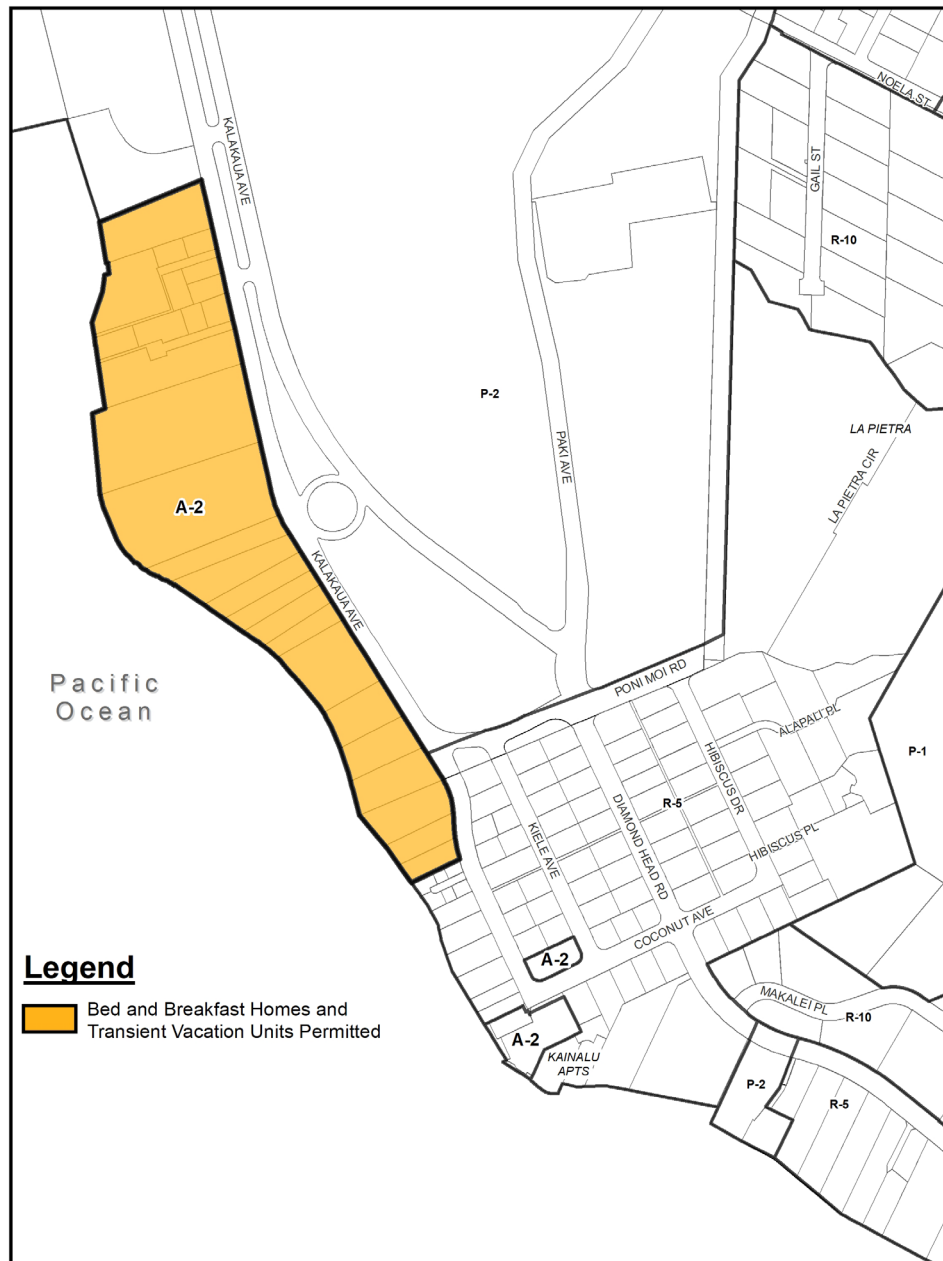 NOELA ST
KALAKAUA AVE
GAIL ST
R-10
P-2
LA PIETRA
PAKI AVE
LA PIETRA CIR
A-2
KALAKAUA AVE
Pacific
Ocean
PONI MOI RD
ALAPALI PL
P-1
HIBISCUS DR
R-5
DIAMOND HEAD RD
KIELE AVE
HIBISCUS PL
COCONUT AVE
A-2
Legend
MAKALEI PL
Bed and Breakfast Homes and
Transient Vacation Units Permitted
R-10
A-2
KAINALU
APTS
P-2
R-5